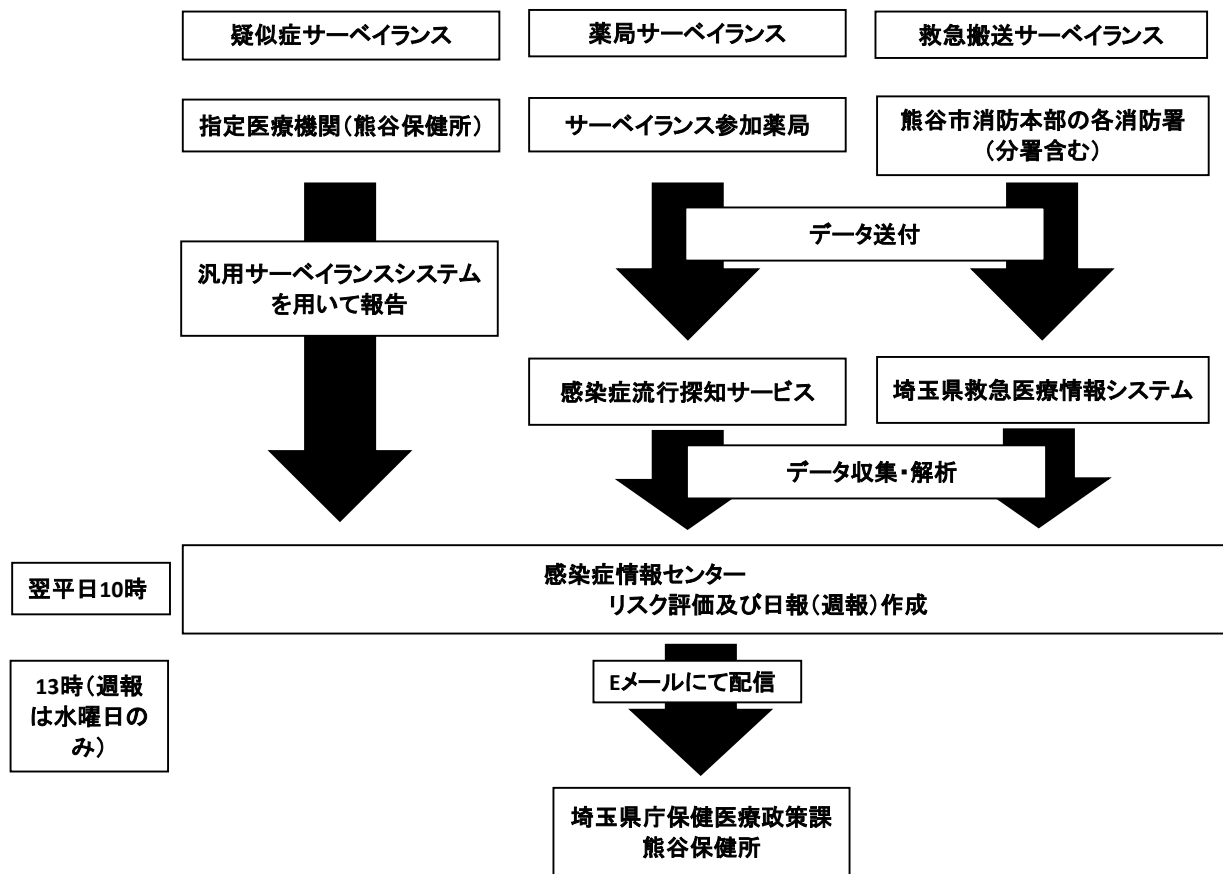 疑似症サーベイランス
薬局サーベイランス
救急搬送サーベイランス
指定医療機関(熊谷保健所)
サーベイランス参加薬局
熊谷市消防本部の各消防署
(分署含む)
データ送付
汎用サーベイランスシステム
を用いて報告
感染症流行探知サービス
埼玉県救急医療情報システム
データ収集・解析
翌平日10時
感染症情報センター
リスク評価及び日報(週報)作成
13時(週報
は水曜日の
み)
Eメールにて配信
埼玉県庁保健医療政策課
熊谷保健所